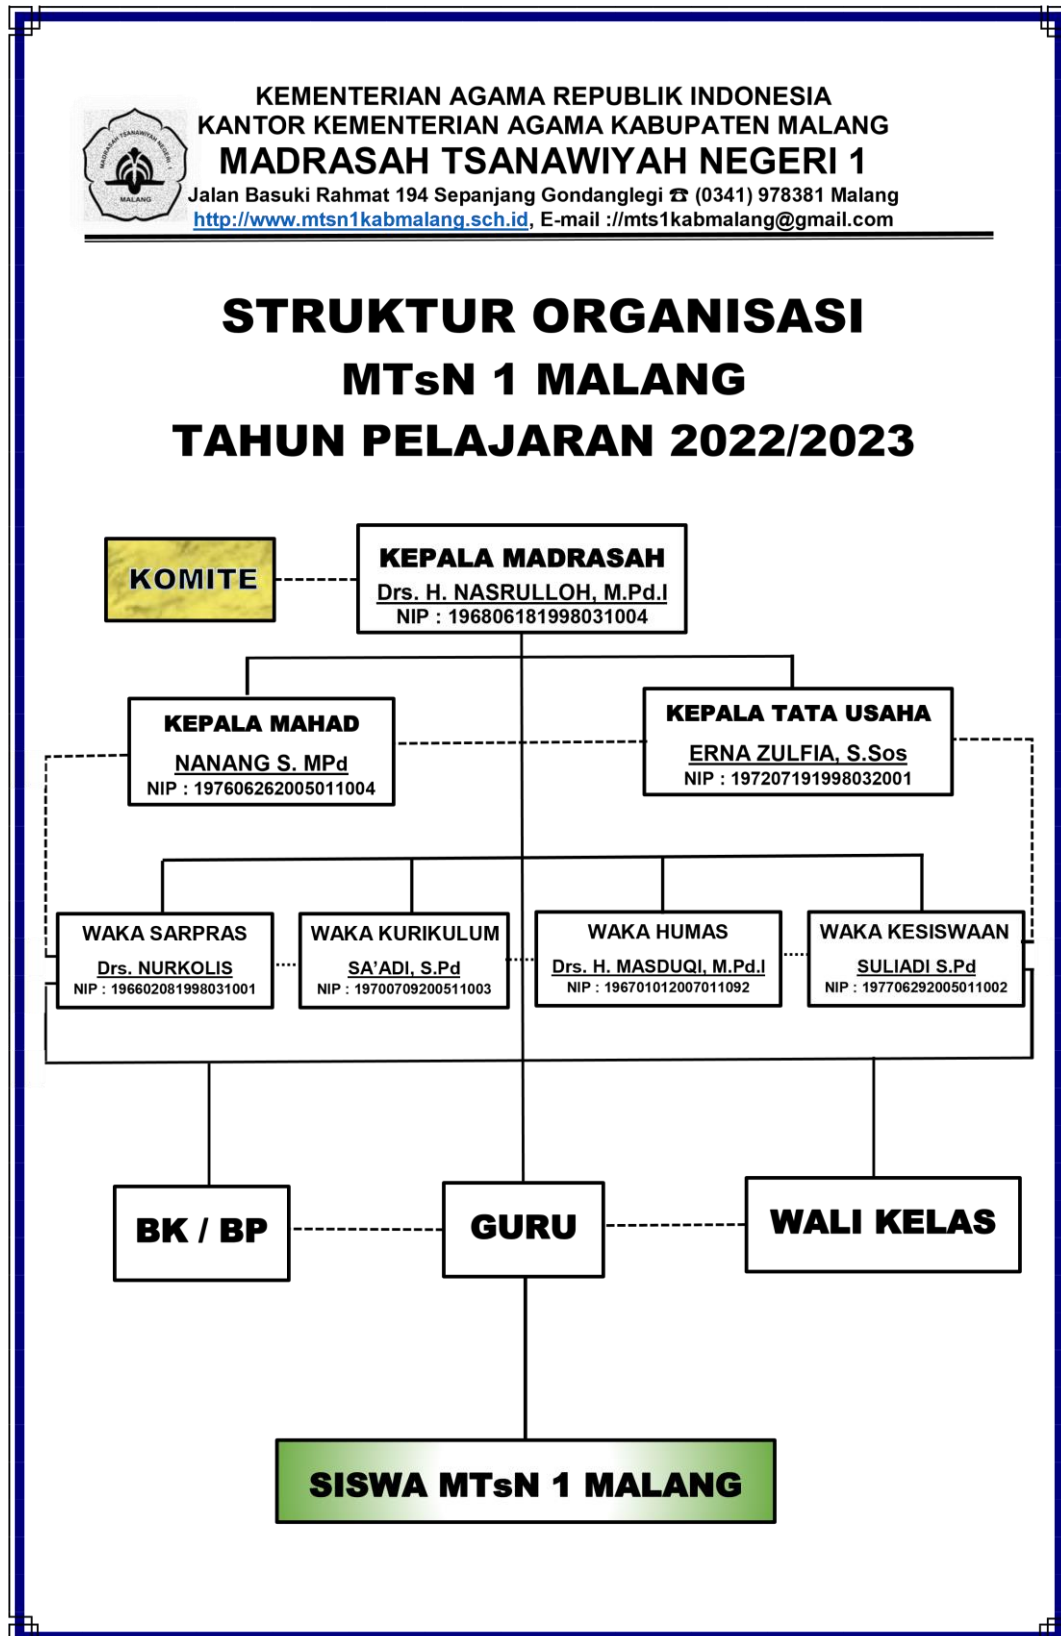 KEMENTERIAN AGAMA REPUBLIK INDONESIA
KANTOR KEMENTERIAN AGAMA KABUPATEN MALANG
MADRASAH TSANAWIYAH NEGERI 1
Jalan Basuki Rahmat 194 Sepanjang Gondanglegi ☎ (0341) 978381 Malang
http://www.mtsn1kabmalang.sch.id, E-mail ://mts1kabmalang@gmail.com
MADRASAH TSANAWIYAH NEGERI 1
MALANG
STRUKTUR ORGANISASI
MTsN 1 MALANG
TAHUN PELAJARAN 2022/2023
KOMITE
KEPALA MADRASAH
Drs. H. NASRULLOH, M.Pd.I
NIP : 196806181998031004
KEPALA MAHAD
NANANG S. MPd
NIP : 197606262005011004
KEPALA TATA USAHA
ERNA ZULFIA, S.Sos
NIP : 197207191998032001
WAKA SARPRAS
Drs. NURKOLIS
NIP : 196602081998031001
WAKA KURIKULUM
SA’ADI, S.Pd
NIP : 19700709200511003
WAKA HUMAS
Drs. H. MASDUQI, M.Pd.I
NIP : 196701012007011092
WAKA KESISWAAN
SULIADI S.Pd
NIP : 197706292005011002
BK / BP
GURU
WALI KELAS
SISWA MTsN 1 MALANG